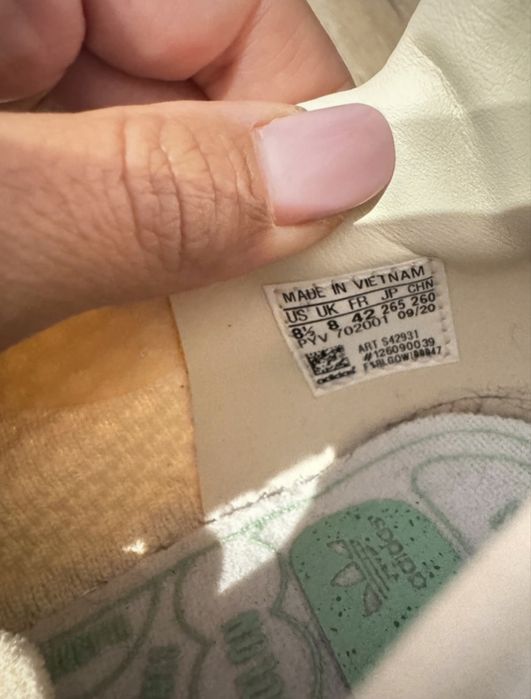 MADE IN VIETNAM
US UK FR JP CHN
8½ 8 42 265 260
PYV 702001 09/20
ART S42931
#126090039
adidas
adidas